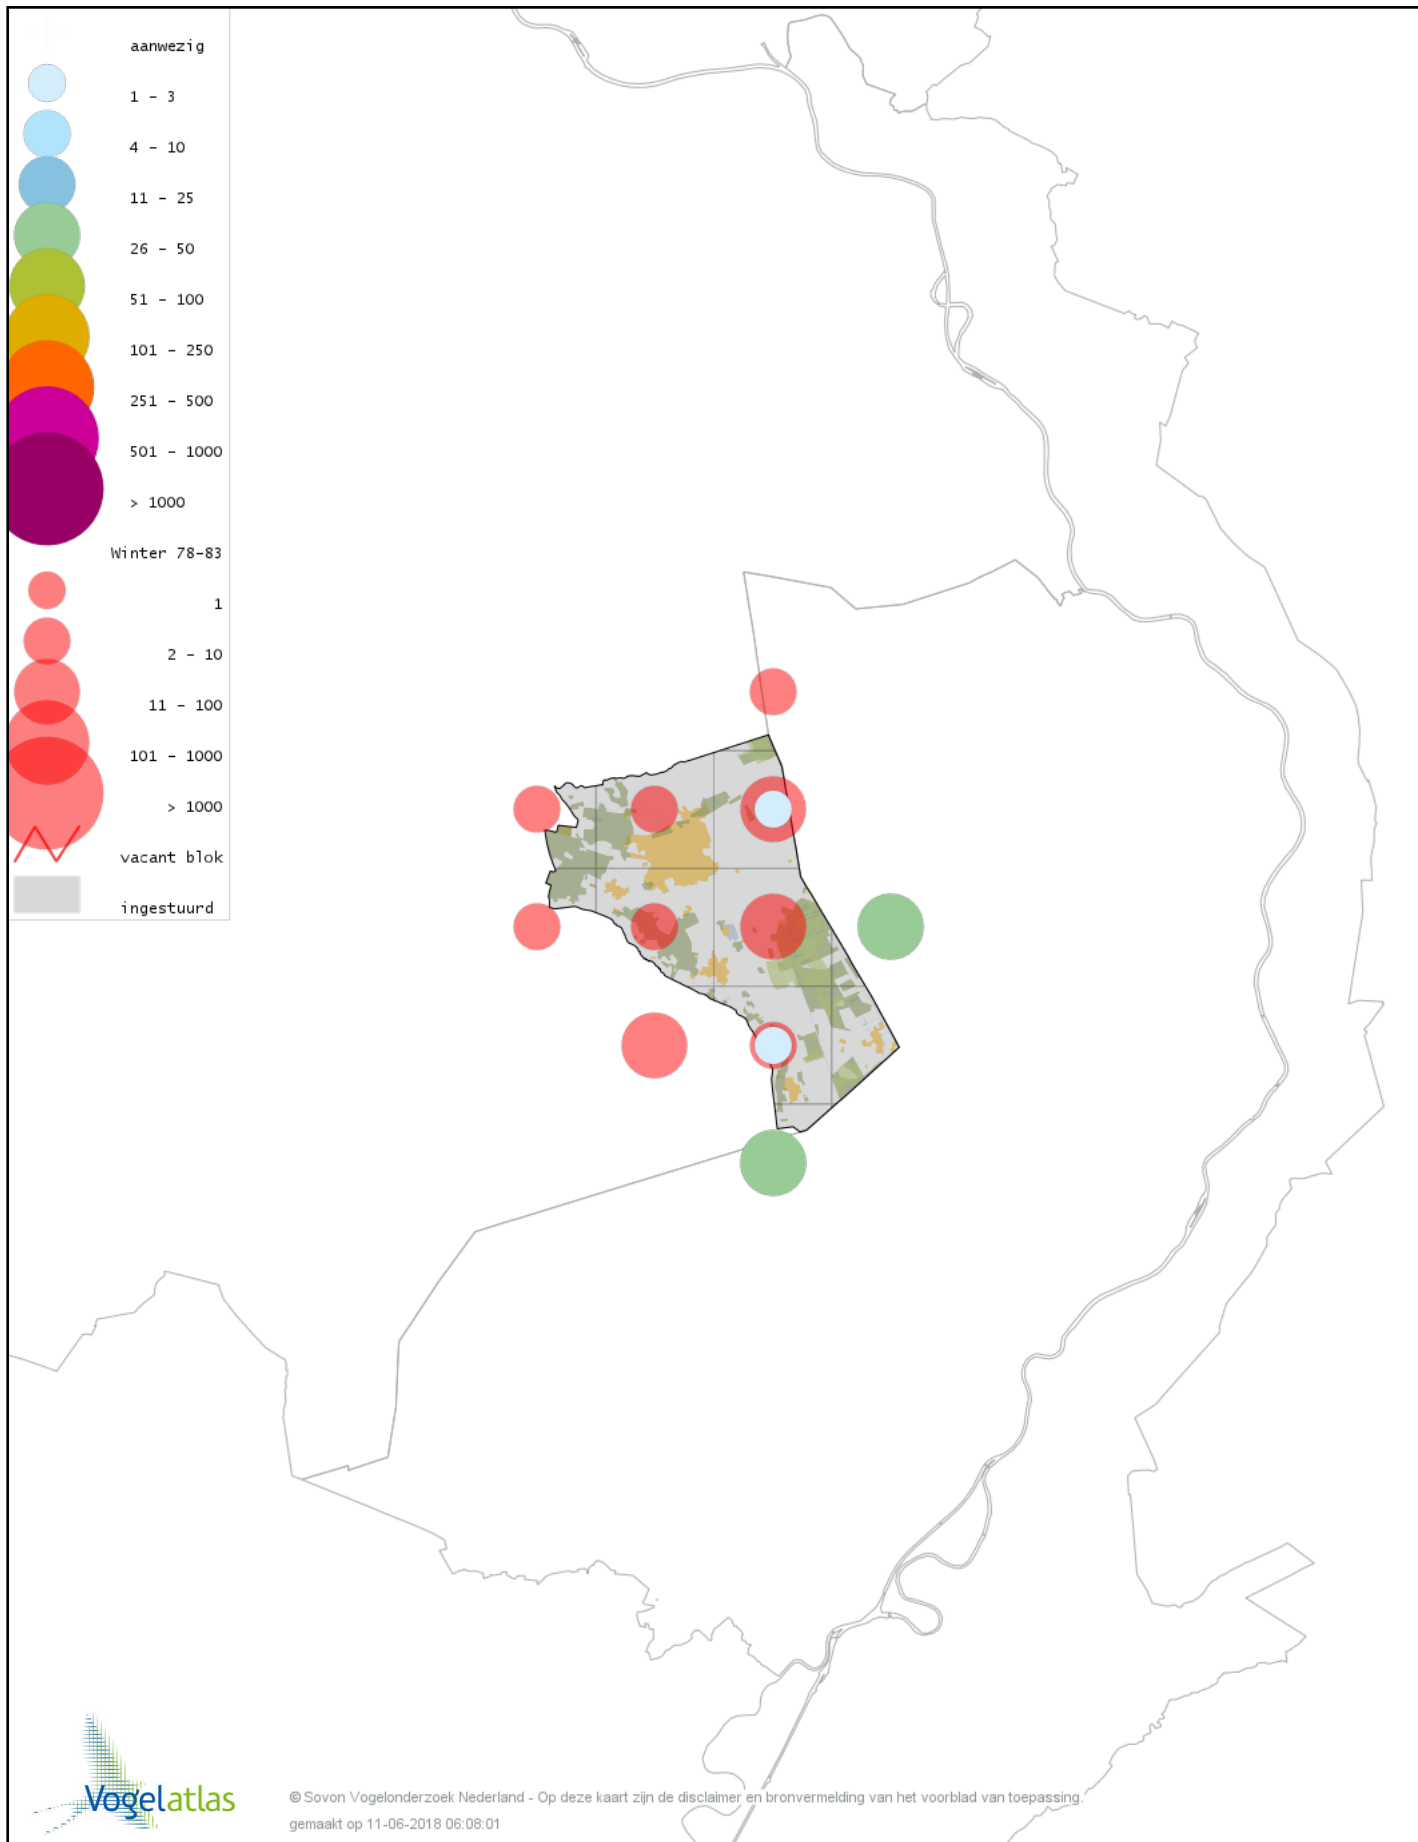 aanwezig
1 - 3
4 - 10
11 - 25
26 - 50
51 - 100
101 - 250
251 - 500
501 - 1000
> 1000
Winter 78-83
1
2 - 10
11 - 100
101 - 1000
> 1000
vacant blok
ingestuurd
Vogelatlas
© Sovon Vogelonderzoek Nederland - Op deze kaart zijn de disclaimer en bronvermelding van het voorblad van toepassing.
gemaakt op 11-06-2018 06:08:01